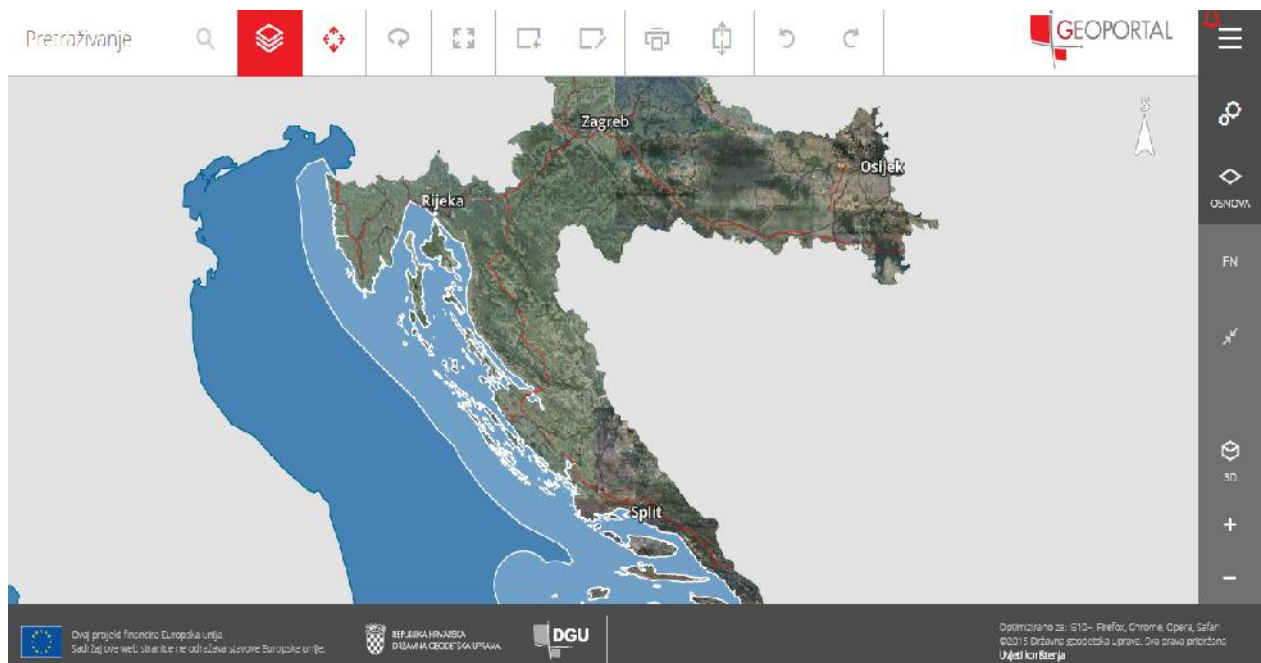 Pretraživanje
GEOPORTAL
S
Zagreb
Osijek
OSNOVA
Rijeka
FN
3D
Split
+
−
Ovaj projekt financira Europska unija.
Sadržaj ove web stranice ne odražava stavove Europske unije.
REPUBLIKA HRVATSKA
DRŽAVNA GEODETSKA UPRAVA
DGU
Optimizirano za: IE10+, Firefox, Chrome, Opera, Safari
©2015 Državna geodetska uprava. Sva prava pridržana
Uvjeti korištenja